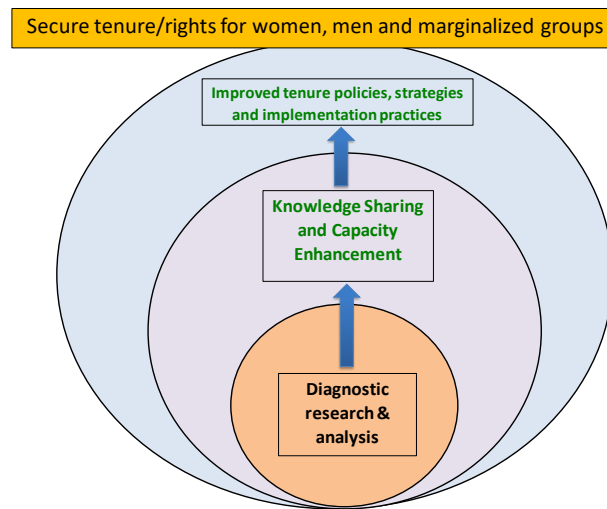 Secure tenure/rights for women, men and marginalized groups
Improved tenure policies, strategies
and implementation practices
Knowledge Sharing
and Capacity
Enhancement
Diagnostic
research &
analysis